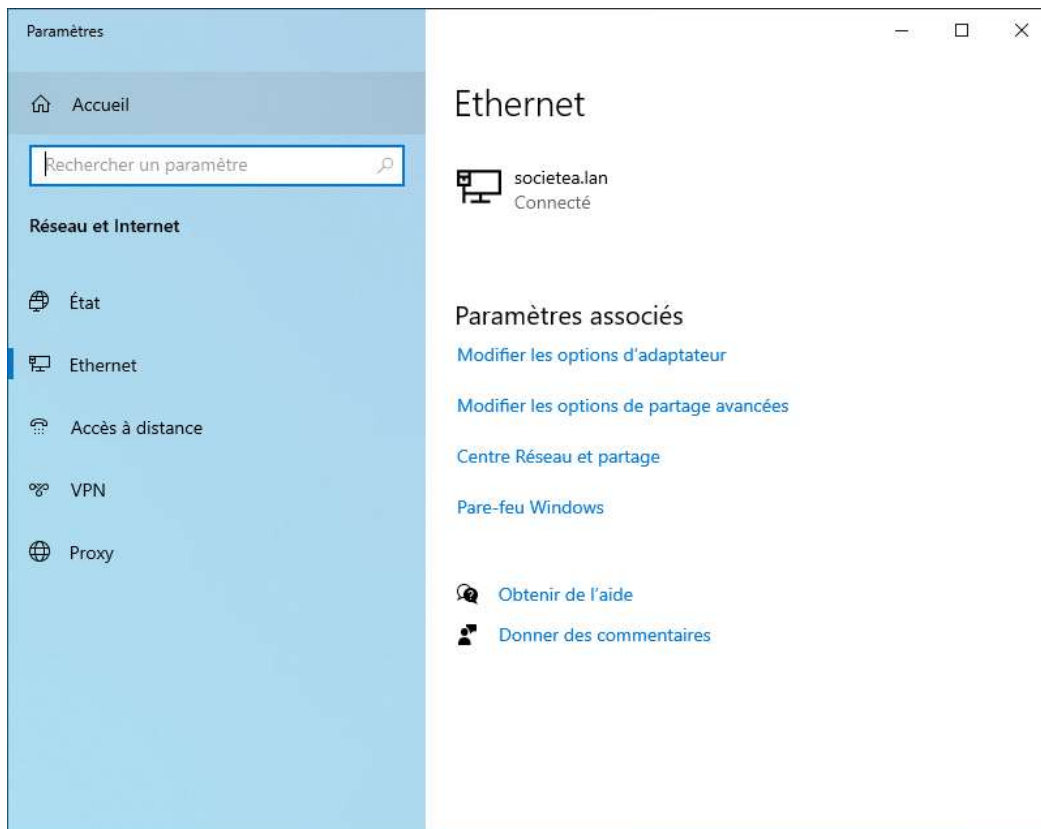 Paramètres
Accueil
Rechercher un paramètre
Réseau et Internet
État
Ethernet
Accès à distance
VPN
Proxy
Ethernet
societea.lan
Connecté
Paramètres associés
Modifier les options d'adaptateur
Modifier les options de partage avancées
Centre Réseau et partage
Pare-feu Windows
Obtenir de l'aide
Donner des commentaires